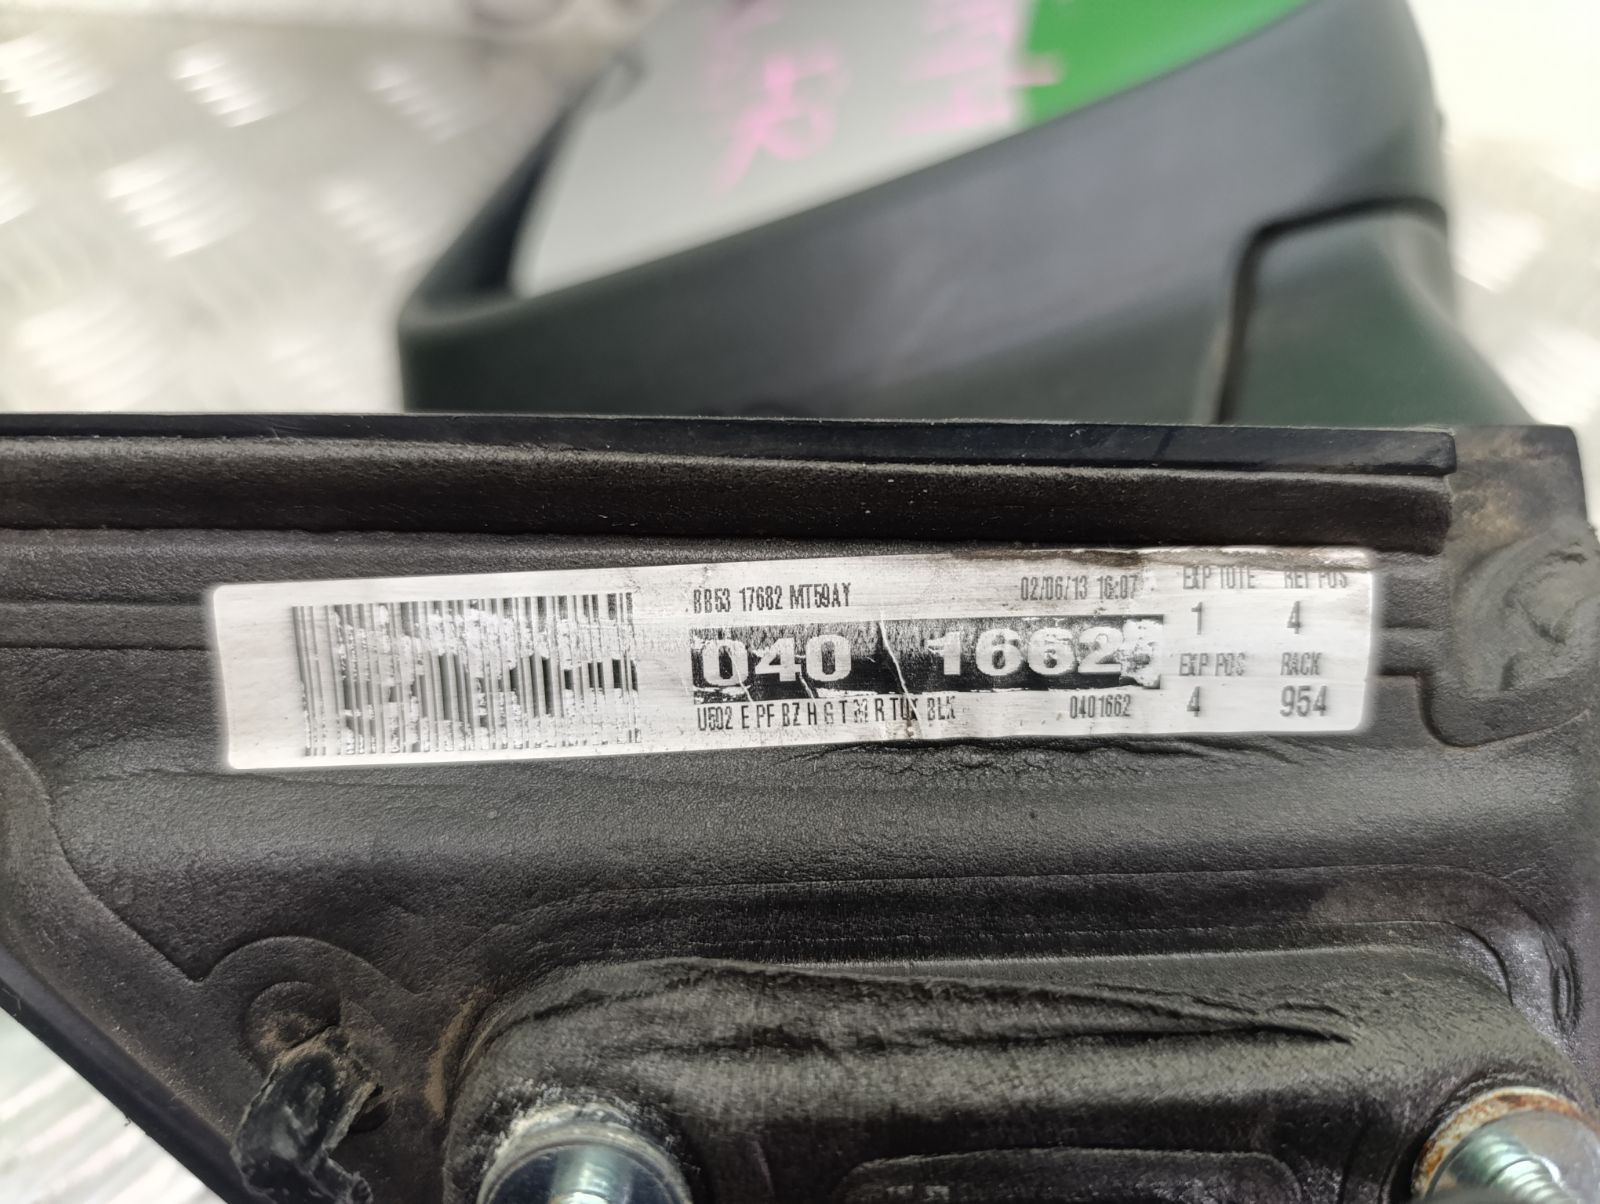 BB53 17682 MT59AY 02/06/13 16:07
EXP TOTE REF POS
1 4
040 16625
EXP POS RACK
4 954
U502 E PF BZ H G T M R TUX BLK 0401662